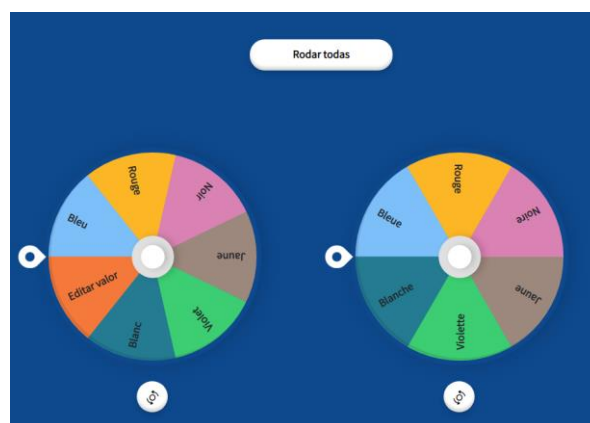 Rodar todas
Bleu
Rouge
Noir
Jaune
Violet
Blanc
Editar valor
Bleue
Rouge
Noire
Jaune
Violette
Blanche